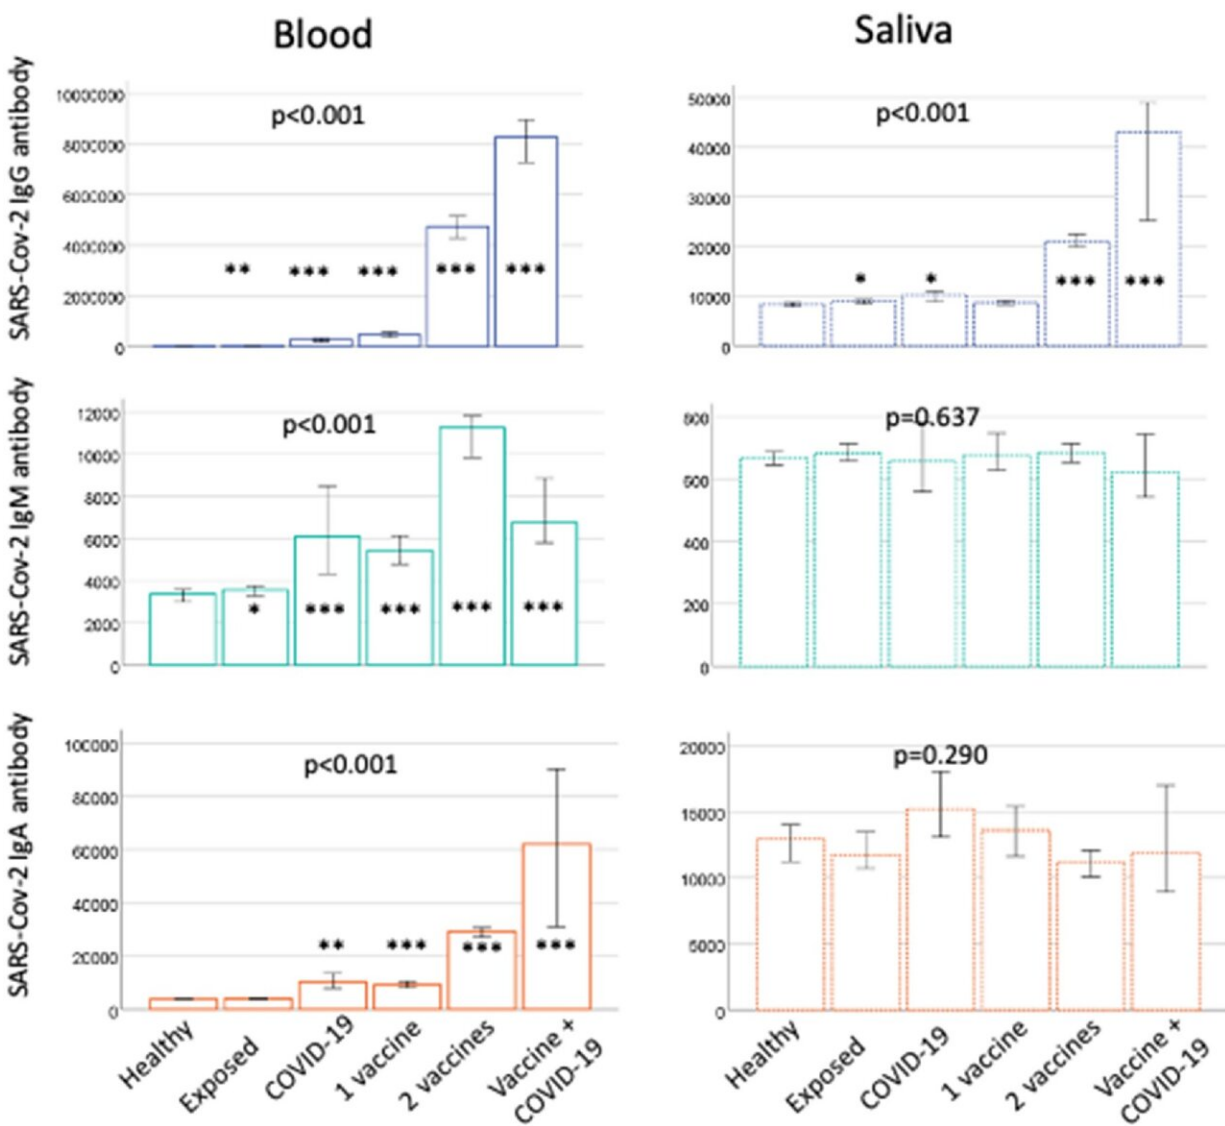 Blood
Saliva
SARS-Cov-2 IgG antibody
10000000
8000000
6000000
4000000
2000000
0
p<0.001
** *** *** *** ***
50000
40000
30000
20000
10000
0
p<0.001
* * *** ***
SARS-Cov-2 IgM antibody
12000
10000
8000
6000
4000
2000
0
p<0.001
* *** *** *** ***
800
600
400
200
0
p=0.637
SARS-Cov-2 IgA antibody
100000
80000
60000
40000
20000
0
p<0.001
** *** *** ***
20000
15000
10000
5000
0
p=0.290
Healthy
Exposed
COVID-19
1 vaccine
2 vaccines
Vaccine +
COVID-19
Healthy
Exposed
COVID-19
1 vaccine
2 vaccines
Vaccine +
COVID-19